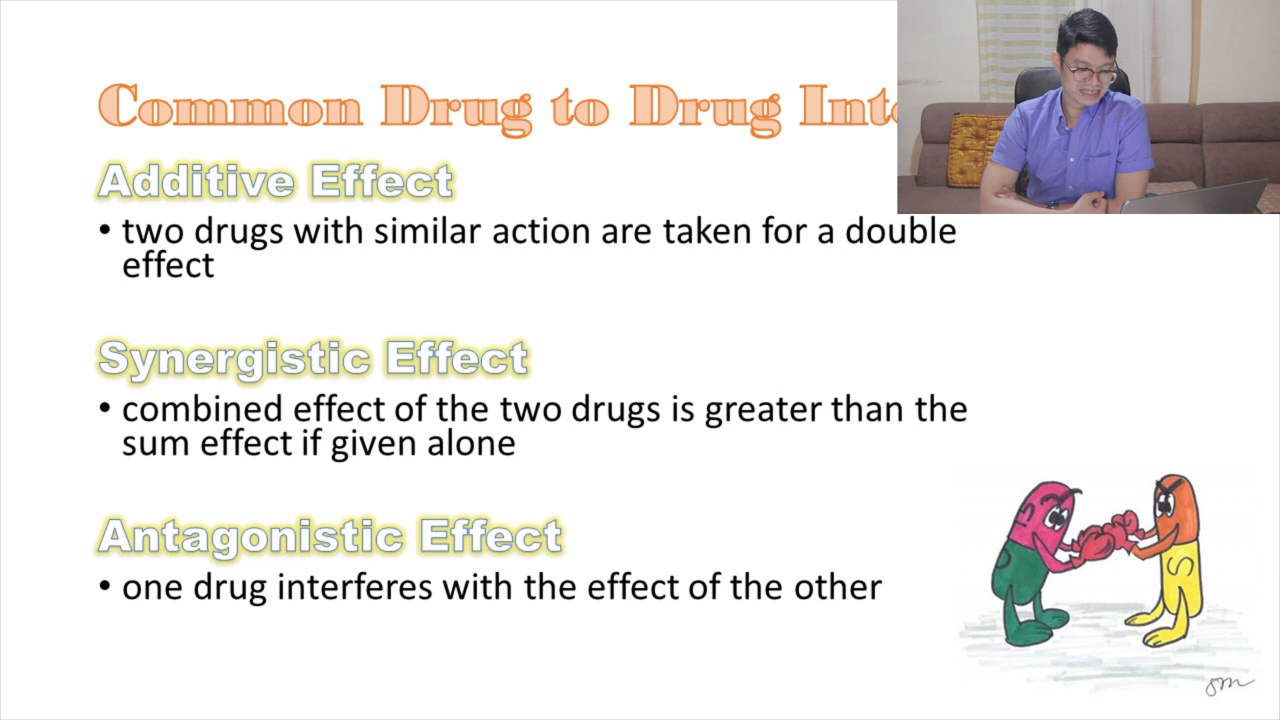 Common Drug to Drug Inte
Additive Effect
• two drugs with similar action are taken for a double
effect
Synergistic Effect
• combined effect of the two drugs is greater than the
sum effect if given alone
Antagonistic Effect
• one drug interferes with the effect of the other